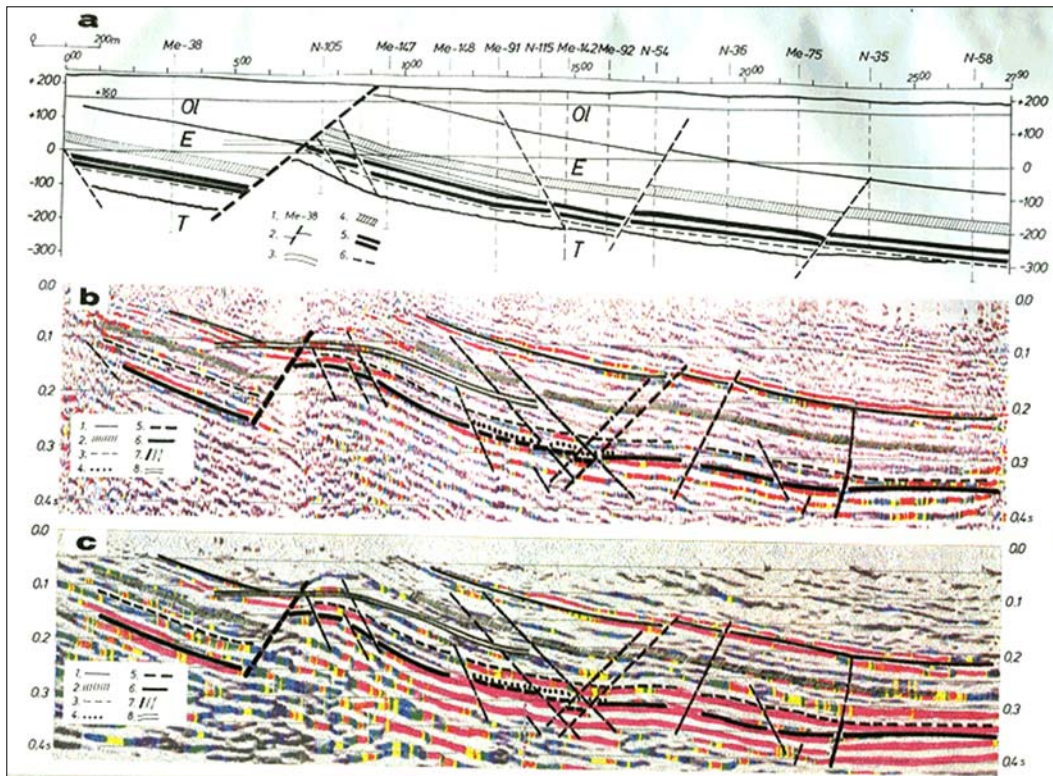 a
0 200m Me-38 N-105 Me-147 Me-148 Me-91 N-115 Me-142 Me-92 N-54 N-36 Me-75 N-35 N-58
000 500 1000 1500 2000 2500 2790
+200 +200
+160
Ol Ol
+100 +100
E E
0 0
-100 -100
T T
-200 -200
-300 -300
1. Me-38 4.
2. 5.
3. 6.
b
0.0 0.0
0.1 0.1
0.2 0.2
0.3 0.3
0.4s 0.4s
1. 5.
2. 6.
3. 7.
4. 8.
c
0.0 0.0
0.1 0.1
0.2 0.2
0.3 0.3
0.4s 0.4s
1. 5.
2. 6.
3. 7.
4. 8.